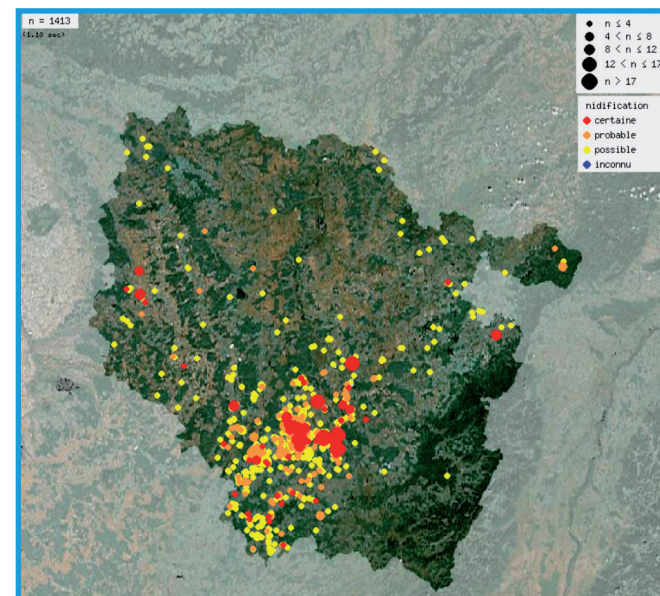 n = 1413
(1.10 sec)
n ≤ 4
4 < n ≤ 8
8 < n ≤ 12
12 < n ≤ 17
n > 17
nidification
certaine
probable
possible
inconnu